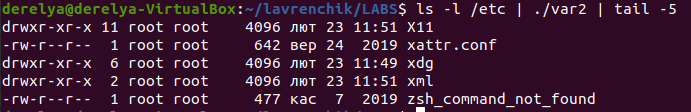 derelya@derelya-VirtualBox:~/lavrenchik/LABS$ ls -l /etc | ./var2 | tail -5
drwxr-xr-x 11 root root    4096 лют 23 11:51 X11
-rw-r--r--  1 root root     642 вер 24  2019 xattr.conf
drwxr-xr-x  6 root root    4096 лют 23 11:49 xdg
drwxr-xr-x  2 root root    4096 лют 23 11:51 xml
-rw-r--r--  1 root root     477 кас  7  2019 zsh_command_not_found